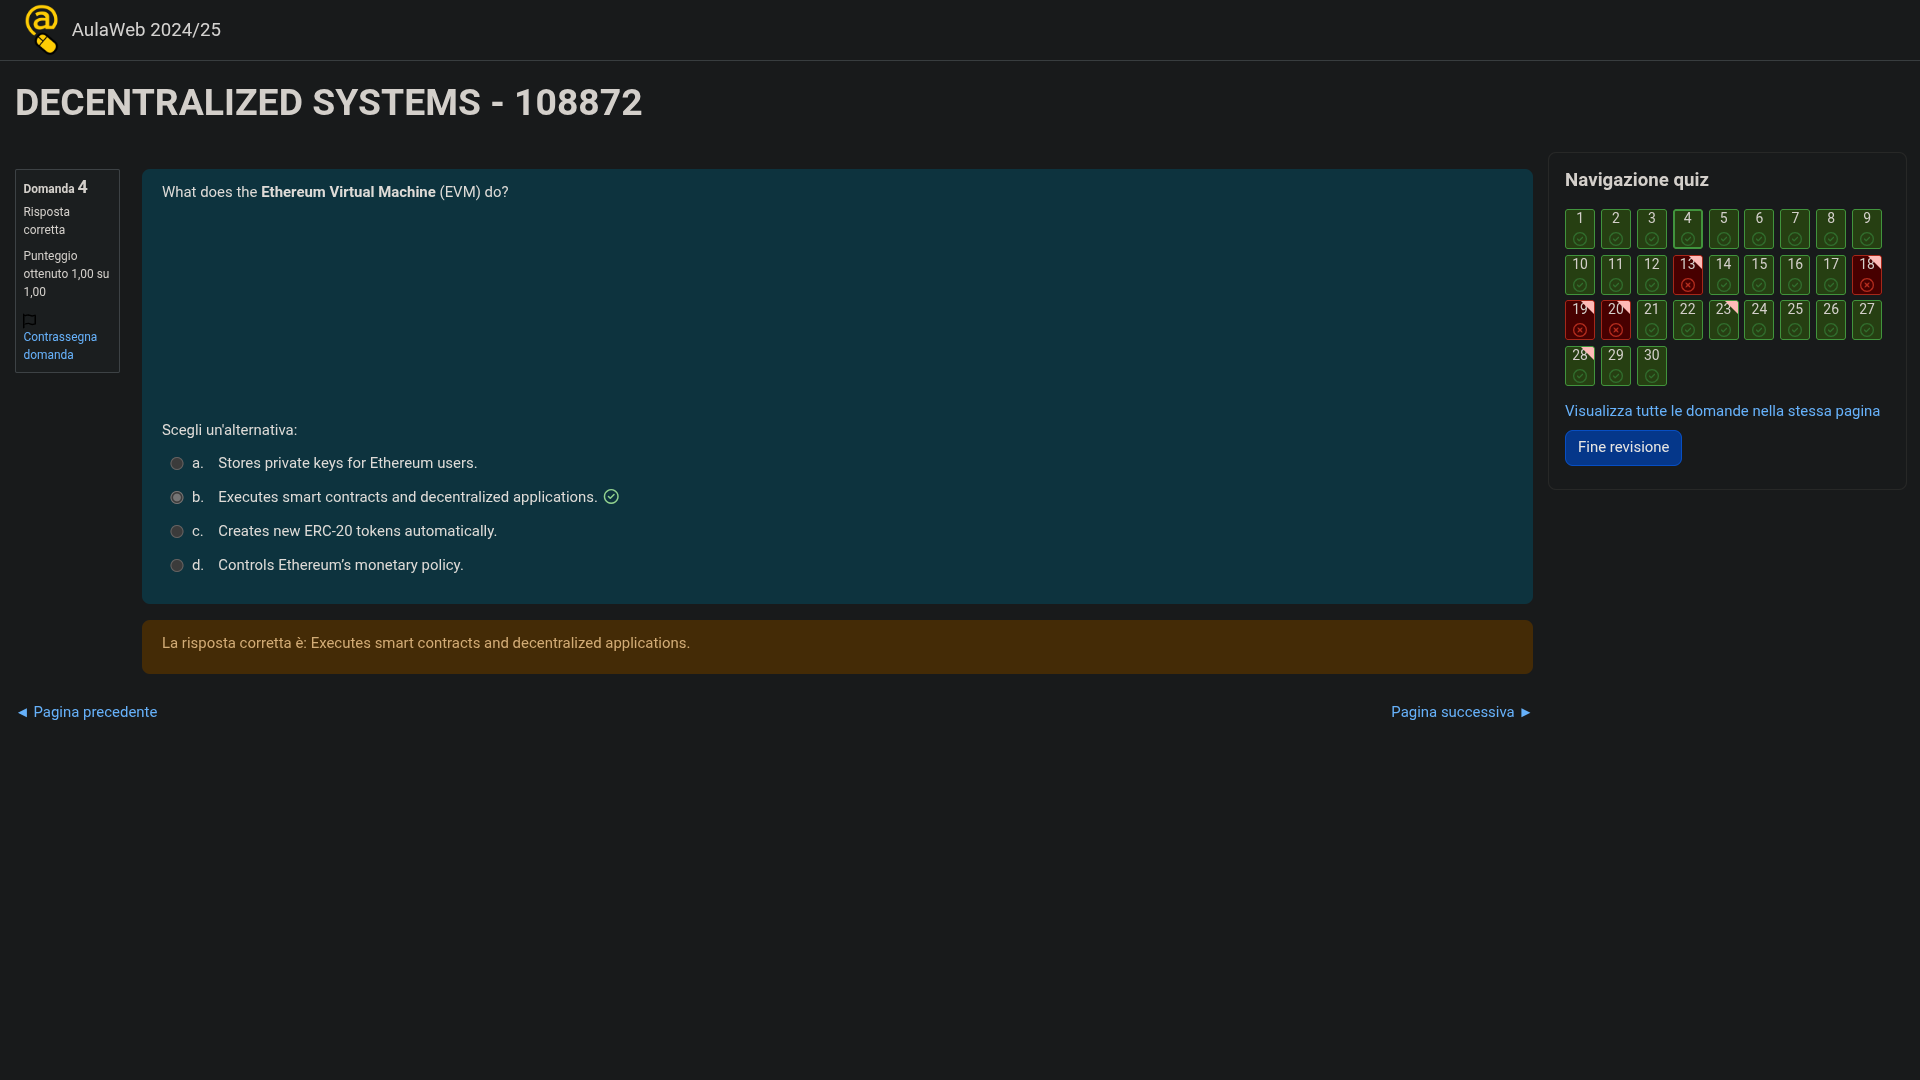 AulaWeb 2024/25
DECENTRALIZED SYSTEMS - 108872
Domanda 4
Risposta
corretta
Punteggio
ottenuto 1,00 su
1,00
Contrassegna
domanda
What does the Ethereum Virtual Machine (EVM) do?
Scegli un'alternativa:
a. Stores private keys for Ethereum users.
b. Executes smart contracts and decentralized applications.
c. Creates new ERC-20 tokens automatically.
d. Controls Ethereum’s monetary policy.
La risposta corretta è: Executes smart contracts and decentralized applications.
◄ Pagina precedente
Pagina successiva ►
Navigazione quiz
1 2 3 4 5 6 7 8 9
10 11 12 13 14 15 16 17 18
19 20 21 22 23 24 25 26 27
28 29 30
Visualizza tutte le domande nella stessa pagina
Fine revisione